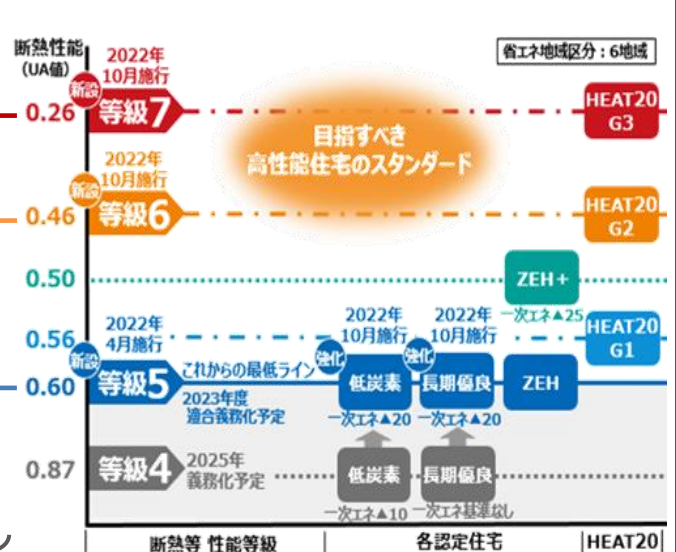 断熱性能
(UA値)
省エネ地域区分:6地域
2022年
10月施行
新設
0.26
等級7
HEAT20
G3
目指すべき
高性能住宅のスタンダード
2022年
10月施行
新設
0.46
等級6
HEAT20
G2
0.50
ZEH+
一次エネ▲25
0.56
2022年
4月施行
2022年
10月施行
2022年
10月施行
HEAT20
G1
新設
0.60
等級5
これからの最低ライン
2023年度
適合義務化予定
強化
低炭素
強化
長期優良
ZEH
一次エネ▲20
一次エネ▲20
0.87
等級4
2025年
義務化予定
低炭素
長期優良
一次エネ▲10
一次エネ基準なし
断熱等 性能等級
各認定住宅
HEAT20